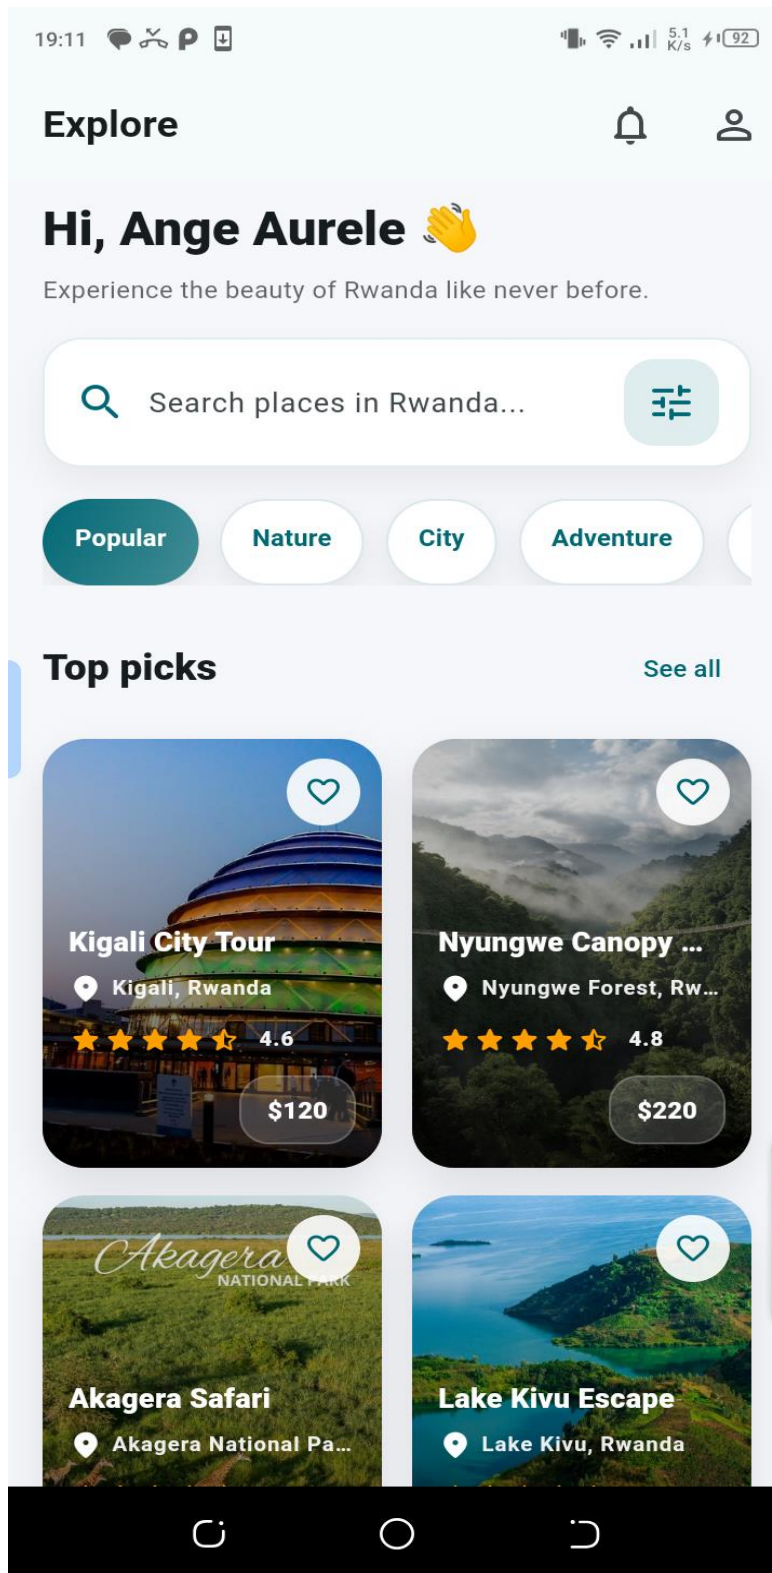 19:11
5.1
K/s
92
Explore
Hi, Ange Aurele 👋
Experience the beauty of Rwanda like never before.
Search places in Rwanda...
Popular Nature City Adventure
Top picks See all
Kigali City Tour
Kigali, Rwanda
4.6
$120
Nyungwe Canopy ...
Nyungwe Forest, Rw...
4.8
$220
Akagera
NATIONAL PARK
Akagera Safari
Akagera National Pa...
Lake Kivu Escape
Lake Kivu, Rwanda